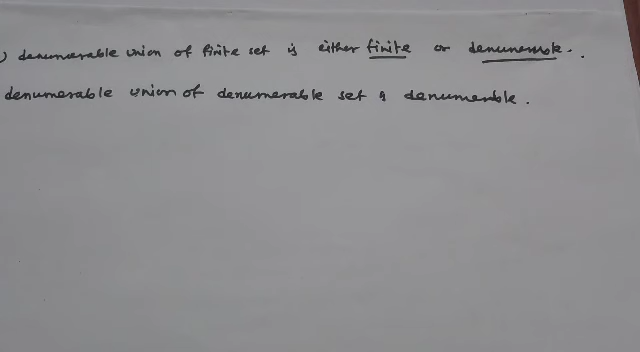 ) denumerable union of finite set is either finite or denumerable.
denumerable union of denumerable set is denumerable.